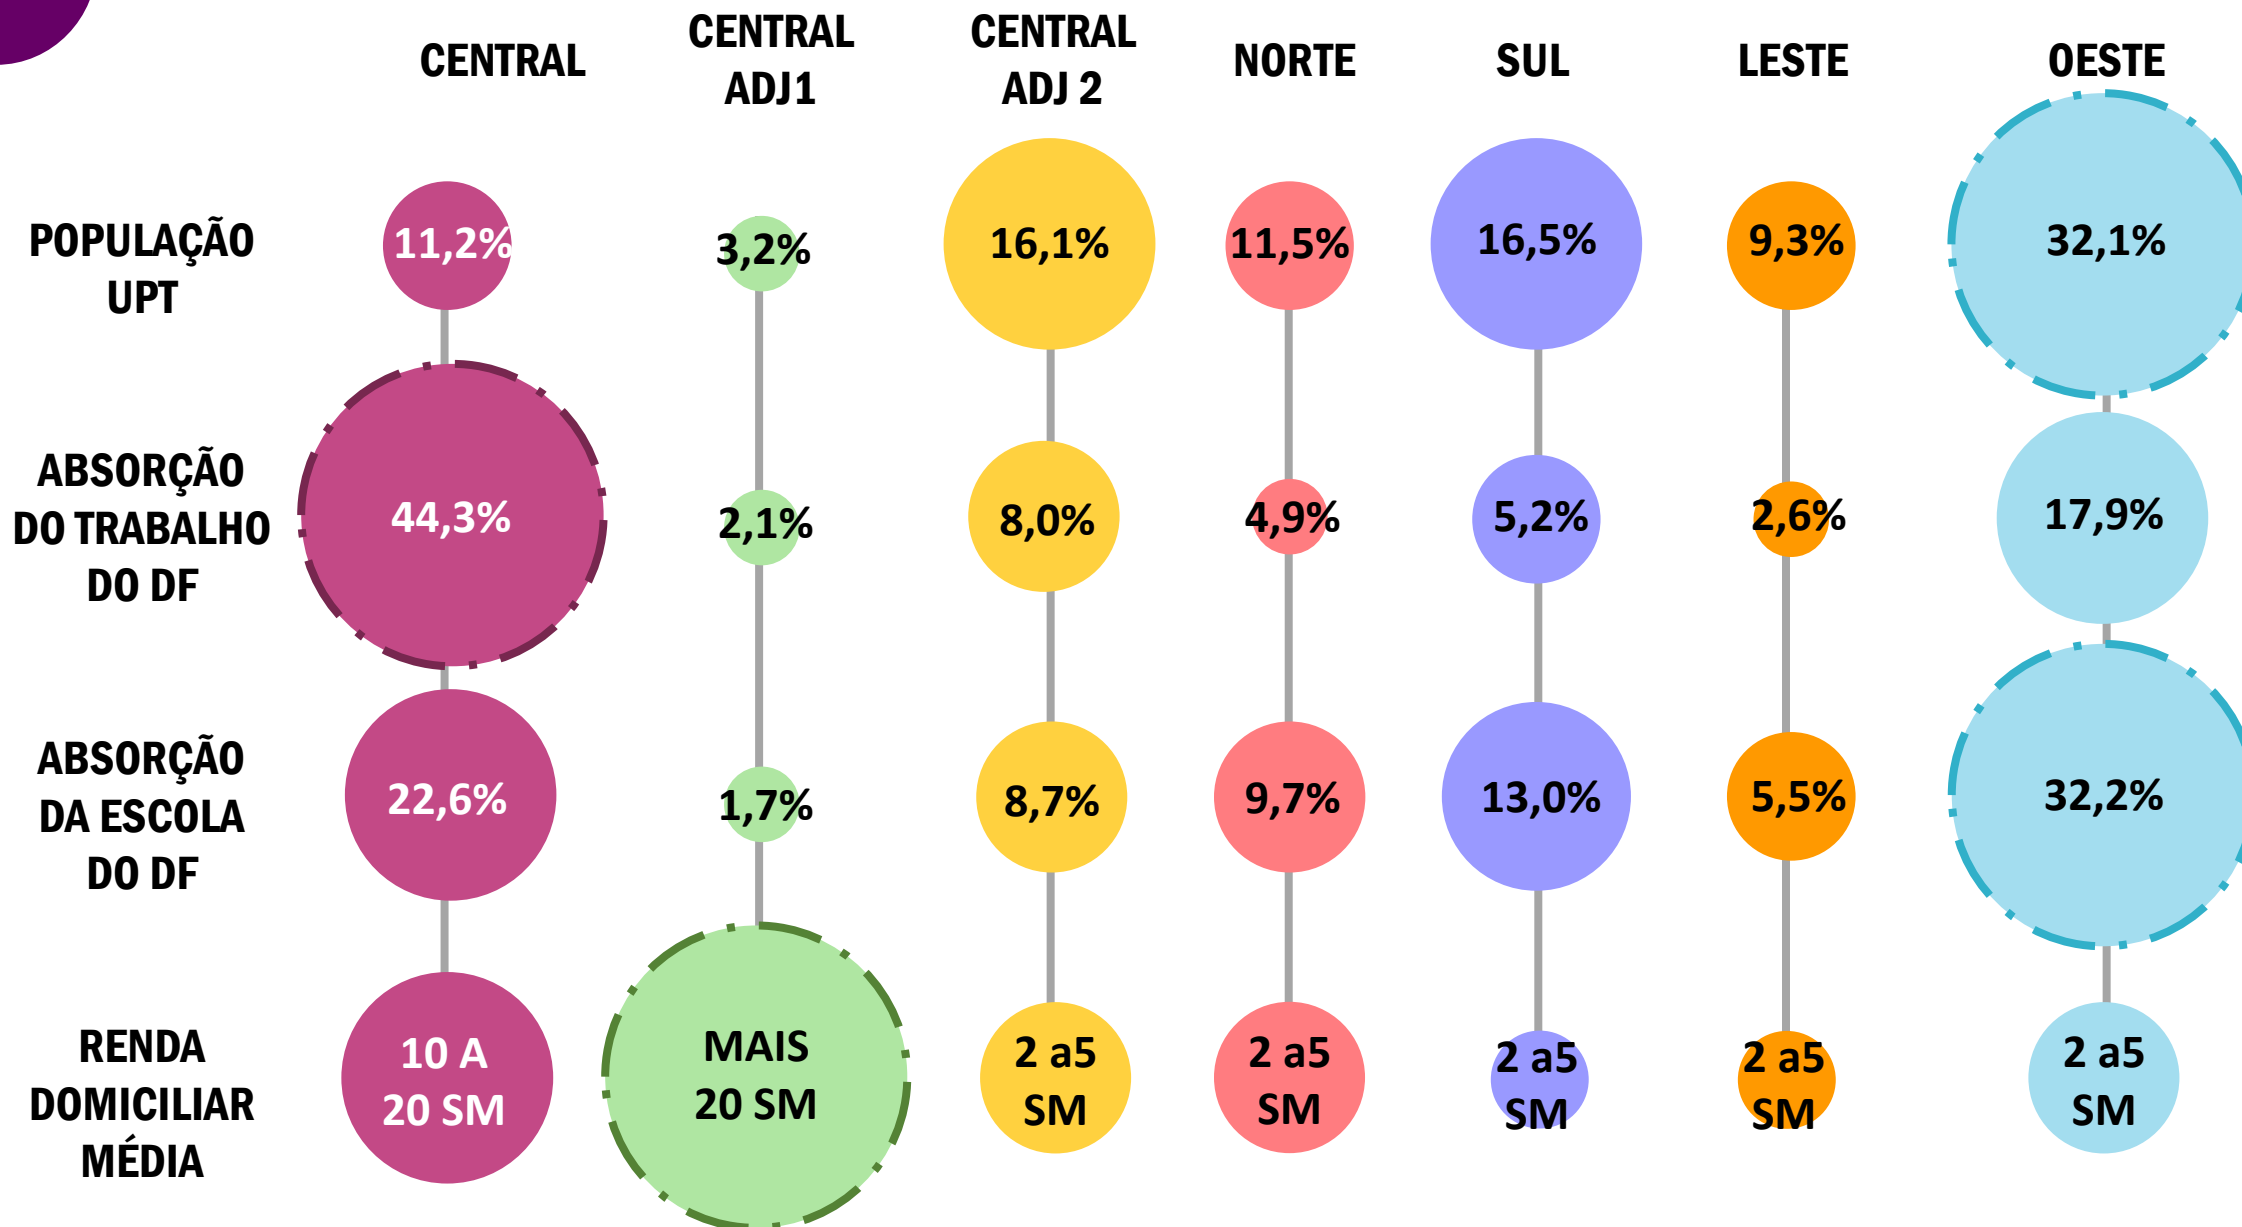 CENTRAL
CENTRAL
ADJ1
CENTRAL
ADJ 2
NORTE
SUL
LESTE
OESTE
POPULAÇÃO
UPT
11,2%
3,2%
16,1%
11,5%
16,5%
9,3%
32,1%
ABSORÇÃO
DO TRABALHO
DO DF
44,3%
2,1%
8,0%
4,9%
5,2%
2,6%
17,9%
ABSORÇÃO
DA ESCOLA
DO DF
22,6%
1,7%
8,7%
9,7%
13,0%
5,5%
32,2%
RENDA
DOMICILIAR
MÉDIA
10 A
20 SM
MAIS
20 SM
2 a5
SM
2 a5
SM
2 a5
SM
2 a5
SM
2 a5
SM